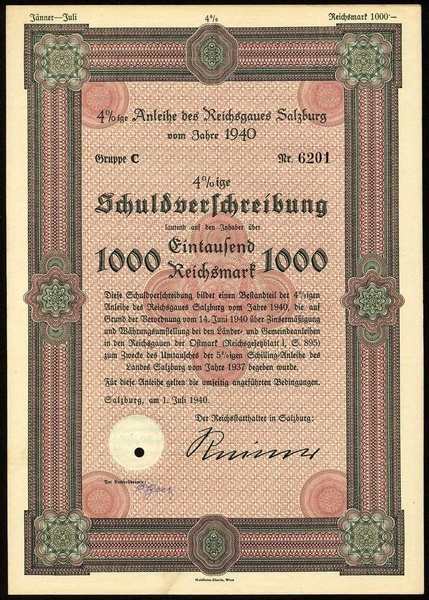 Jänner—Juli 4% Reichsmark 1000·—
4%ige Anleihe des Reichsgaues Salzburg
vom Jahre 1940
Gruppe C Nr. 6201
4%ige
Schuldverschreibung
lautend auf den Inhaber über
1000 Eintausend Reichsmark 1000
Diese Schuldverschreibung bildet einen Bestandteil der 4%igen
Anleihe des Reichsgaues Salzburg vom Jahre 1940, die auf
Grund der Verordnung vom 14. Juni 1940 über Zinsermäßigung
und Währungsumstellung bei den Länder- und Gemeindeanleihen
in den Reichsgauen der Ostmark (Reichsgesetzblatt I, S. 895)
zum Zwecke des Umtausches der 5%igen Schilling-Anleihe des
Landes Salzburg vom Jahre 1937 begeben wurde.
Für diese Anleihe gelten die umseitig angeführten Bedingungen.
Salzburg, am 1. Juli 1940.
Der Reichsstatthalter in Salzburg:
Der Kontrollbeamte:
Waldheim-Eberle, Wien